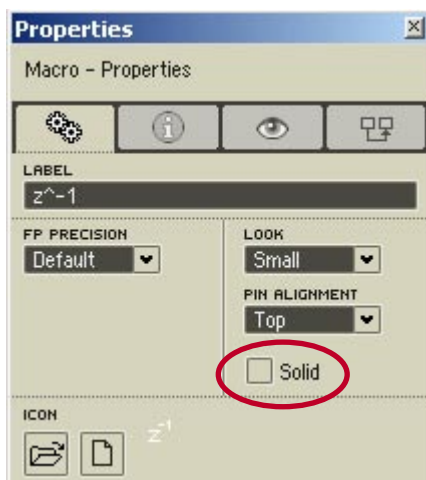 Properties
Macro – Properties
LABEL
z^-1
FP PRECISION
LOOK
Default
Small
PIN ALIGNMENT
Top
Solid
ICON
z-1